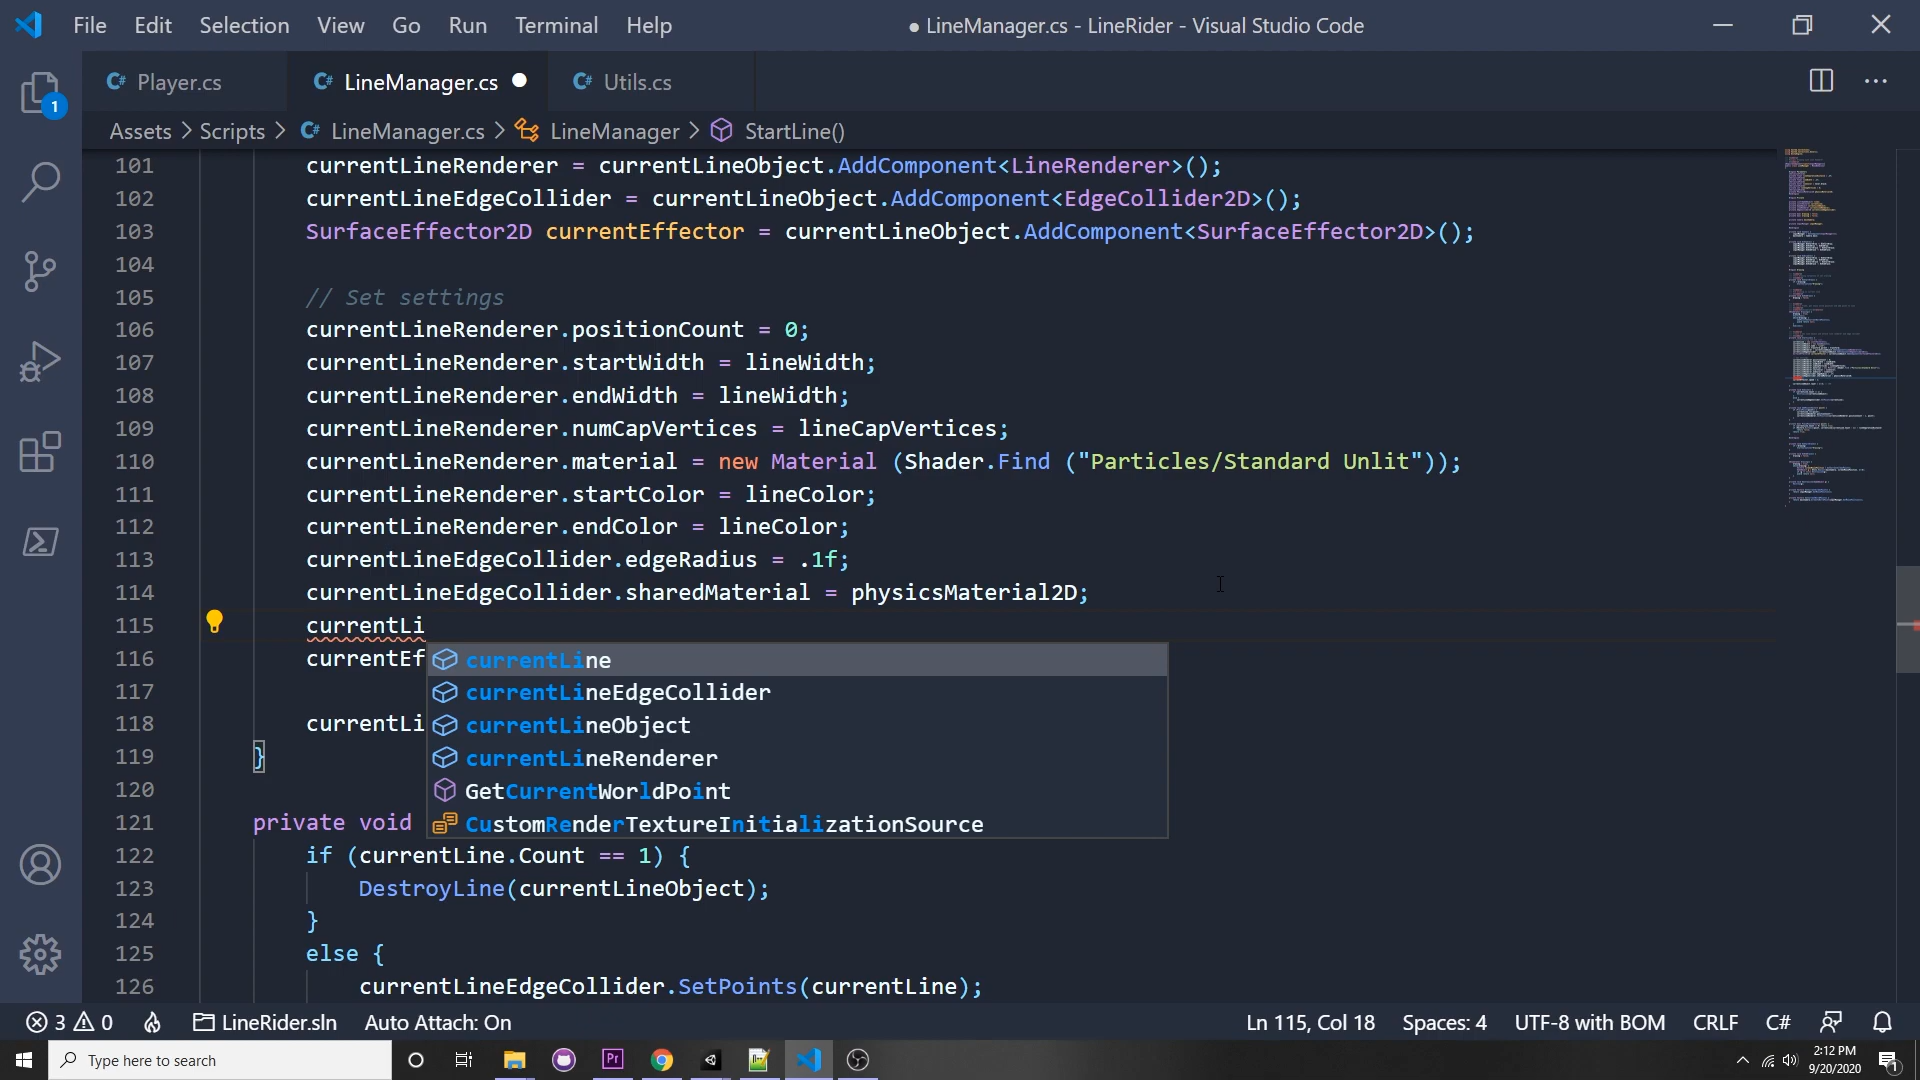 File Edit Selection View Go Run Terminal Help
● LineManager.cs - LineRider - Visual Studio Code
Player.cs
LineManager.cs
Utils.cs
Assets > Scripts > LineManager.cs > LineManager > StartLine()
101 currentLineRenderer = currentLineObject.AddComponent<LineRenderer>();
102 currentLineEdgeCollider = currentLineObject.AddComponent<EdgeCollider2D>();
103 SurfaceEffector2D currentEffector = currentLineObject.AddComponent<SurfaceEffector2D>();
104
105 // Set settings
106 currentLineRenderer.positionCount = 0;
107 currentLineRenderer.startWidth = lineWidth;
108 currentLineRenderer.endWidth = lineWidth;
109 currentLineRenderer.numCapVertices = lineCapVertices;
110 currentLineRenderer.material = new Material (Shader.Find ("Particles/Standard Unlit"));
111 currentLineRenderer.startColor = lineColor;
112 currentLineRenderer.endColor = lineColor;
113 currentLineEdgeCollider.edgeRadius = .1f;
114 currentLineEdgeCollider.sharedMaterial = physicsMaterial2D;
115 currentLi
116 currentEf
117
118 currentLi
119 }
120
121 private void
currentLine
currentLineEdgeCollider
currentLineObject
currentLineRenderer
GetCurrentWorldPoint
CustomRenderTextureInitializationSource
122 if (currentLine.Count == 1) {
123 DestroyLine(currentLineObject);
124 }
125 else {
126 currentLineEdgeCollider.SetPoints(currentLine);
3 0 LineRider.sln Auto Attach: On
Ln 115, Col 18 Spaces: 4 UTF-8 with BOM CRLF C#
1
Type here to search
Pr
2:12 PM
9/20/2020
1